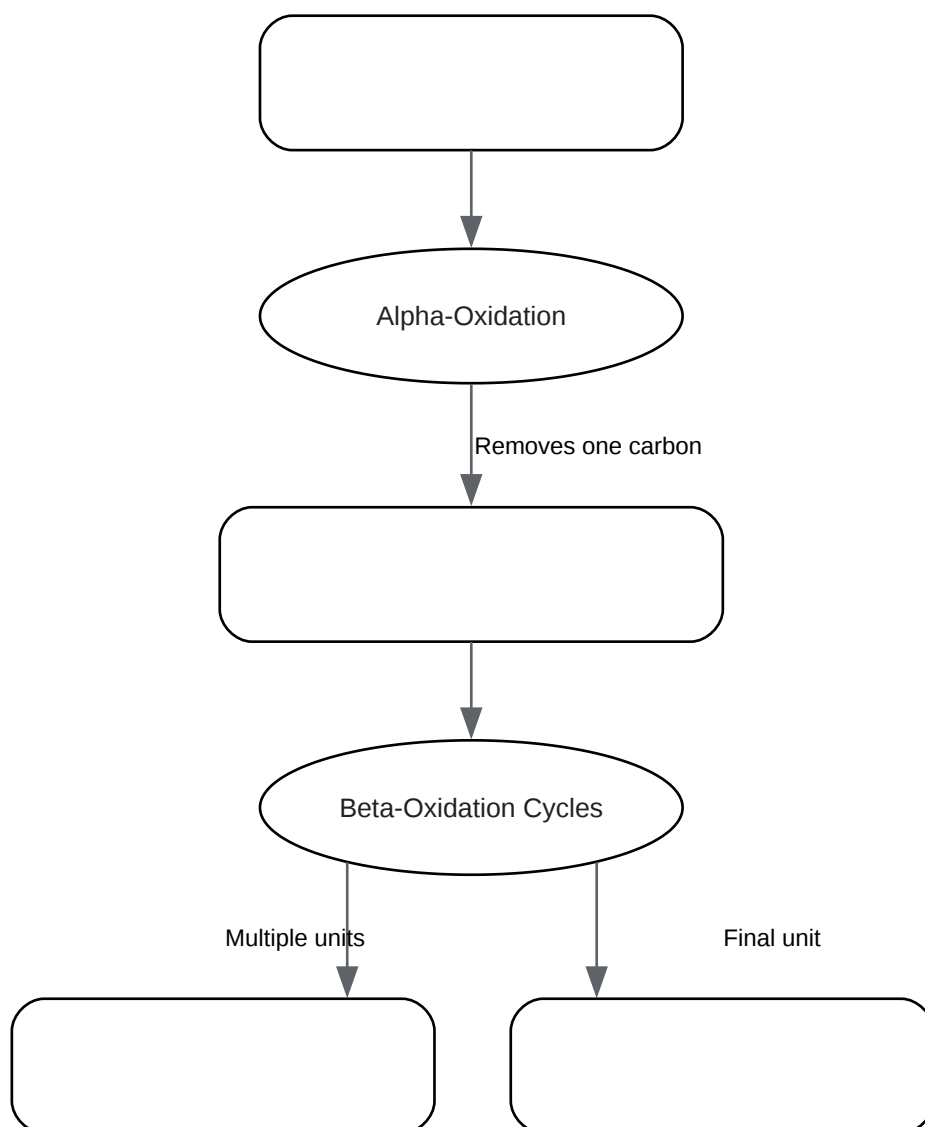 Alpha-Oxidation
Removes one carbon
Beta-Oxidation Cycles
Multiple units
Final unit